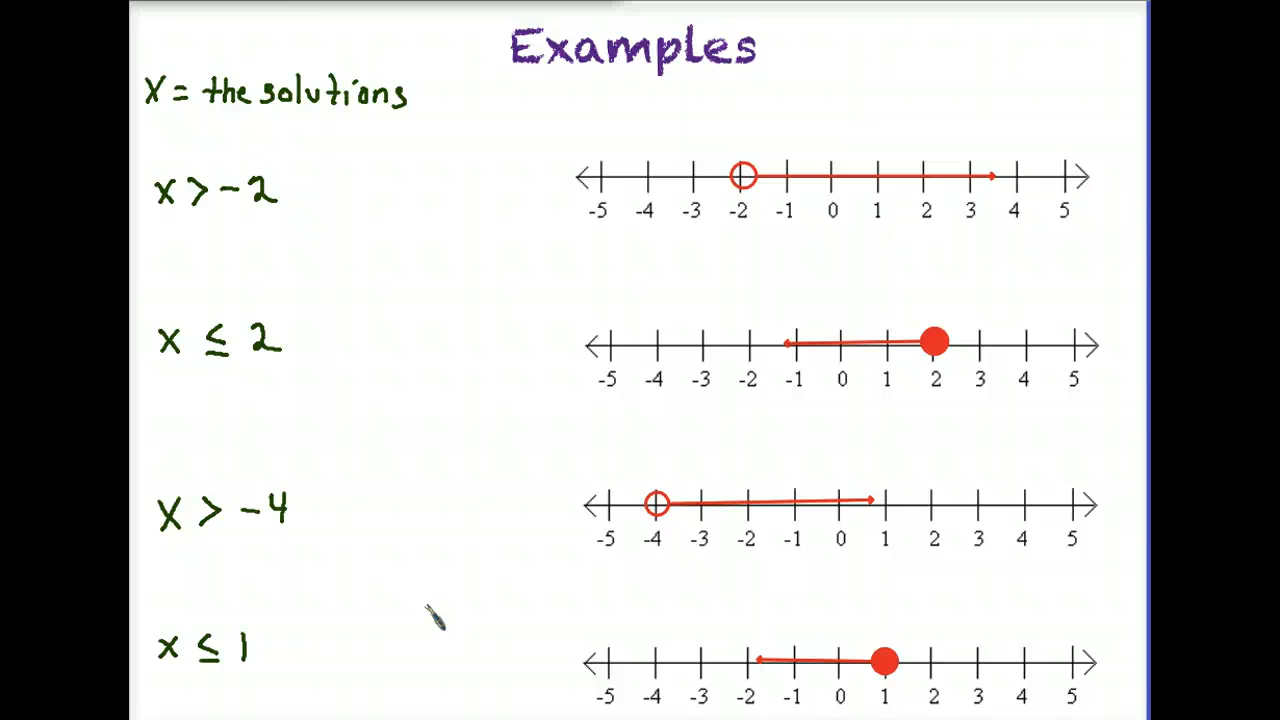 Examples
X = the solutions
x > -2
-5 -4 -3 -2 -1 0 1 2 3 4 5
x ≤ 2
-5 -4 -3 -2 -1 0 1 2 3 4 5
x > -4
-5 -4 -3 -2 -1 0 1 2 3 4 5
x ≤ 1
-5 -4 -3 -2 -1 0 1 2 3 4 5